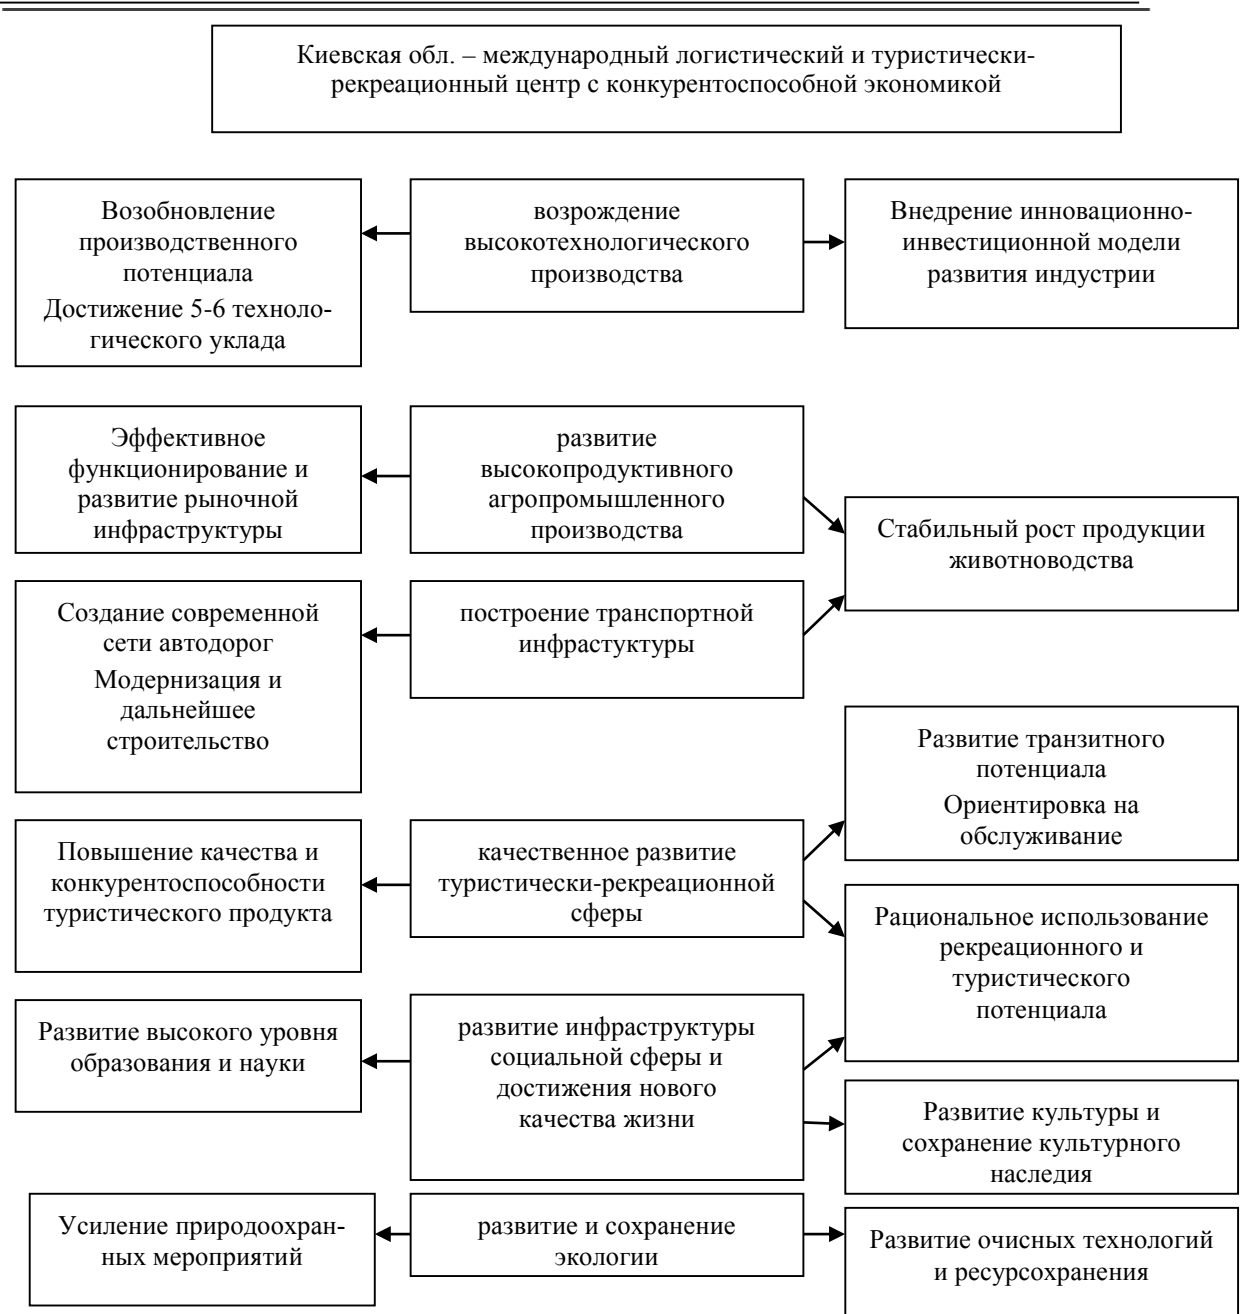 Киевская обл. – международный логистический и туристически-
рекреационный центр с конкурентоспособной экономикой
Возобновление
производственного
потенциала
Достижение 5-6 техноло-
гического уклада
возрождение
высокотехнологического
производства
Внедрение инновационно-
инвестиционной модели
развития индустрии
Эффективное
функционирование и
развитие рыночной
инфраструктуры
развитие
высокопродуктивного
агропромышленного
производства
Стабильный рост продукции
животноводства
Создание современной
сети автодорог
Модернизация и
дальнейшее
строительство
построение транспортной
инфрастуктуры
Развитие транзитного
потенциала
Ориентировка на
обслуживание
Повышение качества и
конкурентоспособности
туристического продукта
качественное развитие
туристически-рекреационной
сферы
Рациональное использование
рекреационного и
туристического
потенциала
Развитие высокого уровня
образования и науки
развитие инфраструктуры
социальной сферы и
достижения нового
качества жизни
Развитие культуры и
сохранение культурного
наследия
Усиление природоохран-
ных мероприятий
развитие и сохранение
экологии
Развитие очисных технологий
и ресурсохранения